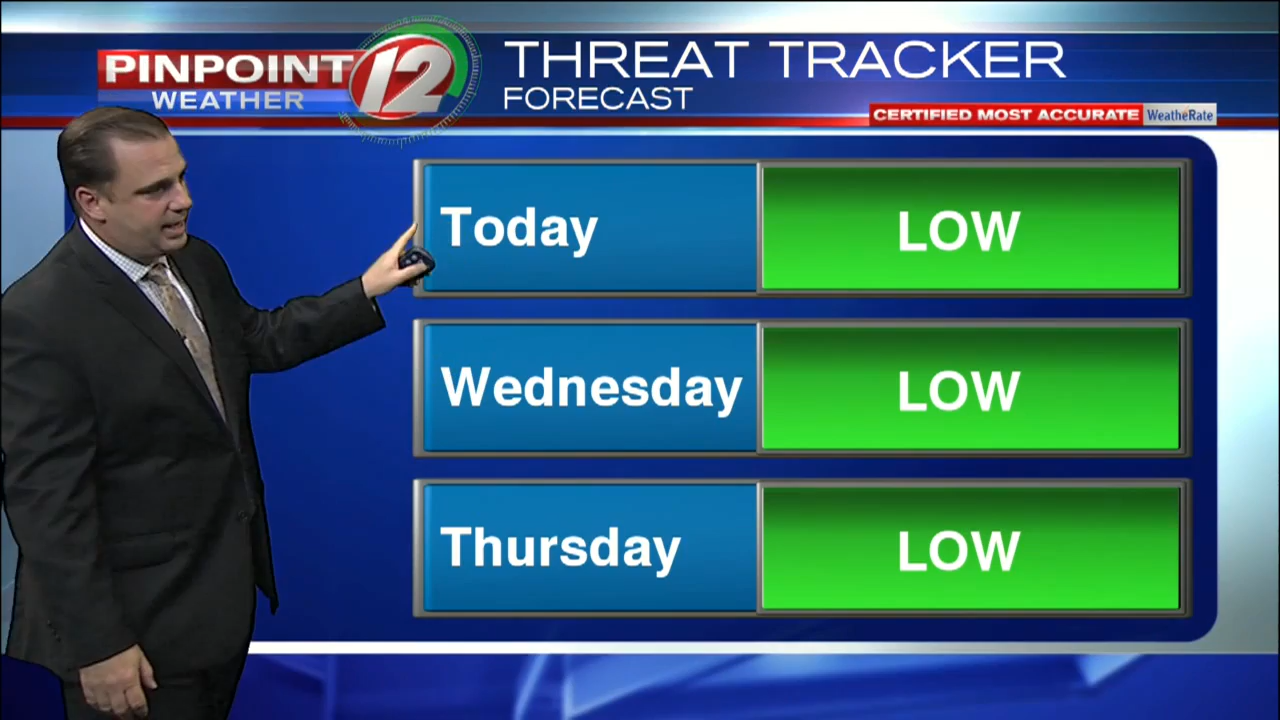 PINPOINT 12
WEATHER
THREAT TRACKER
FORECAST
CERTIFIED MOST ACCURATE WeatheRate
Today LOW
Wednesday LOW
Thursday LOW